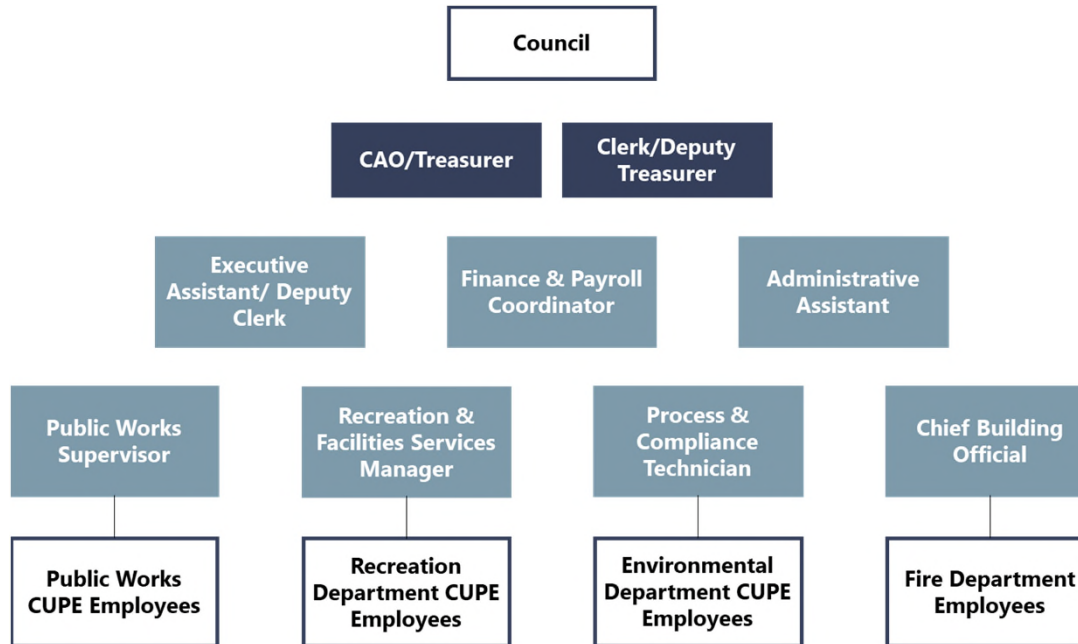 Council
CAO/Treasurer
Clerk/Deputy
Treasurer
Executive
Assistant/ Deputy
Clerk
Finance & Payroll
Coordinator
Administrative
Assistant
Public Works
Supervisor
Recreation &
Facilities Services
Manager
Process &
Compliance
Technician
Chief Building
Official
Public Works
CUPE Employees
Recreation
Department CUPE
Employees
Environmental
Department CUPE
Employees
Fire Department
Employees